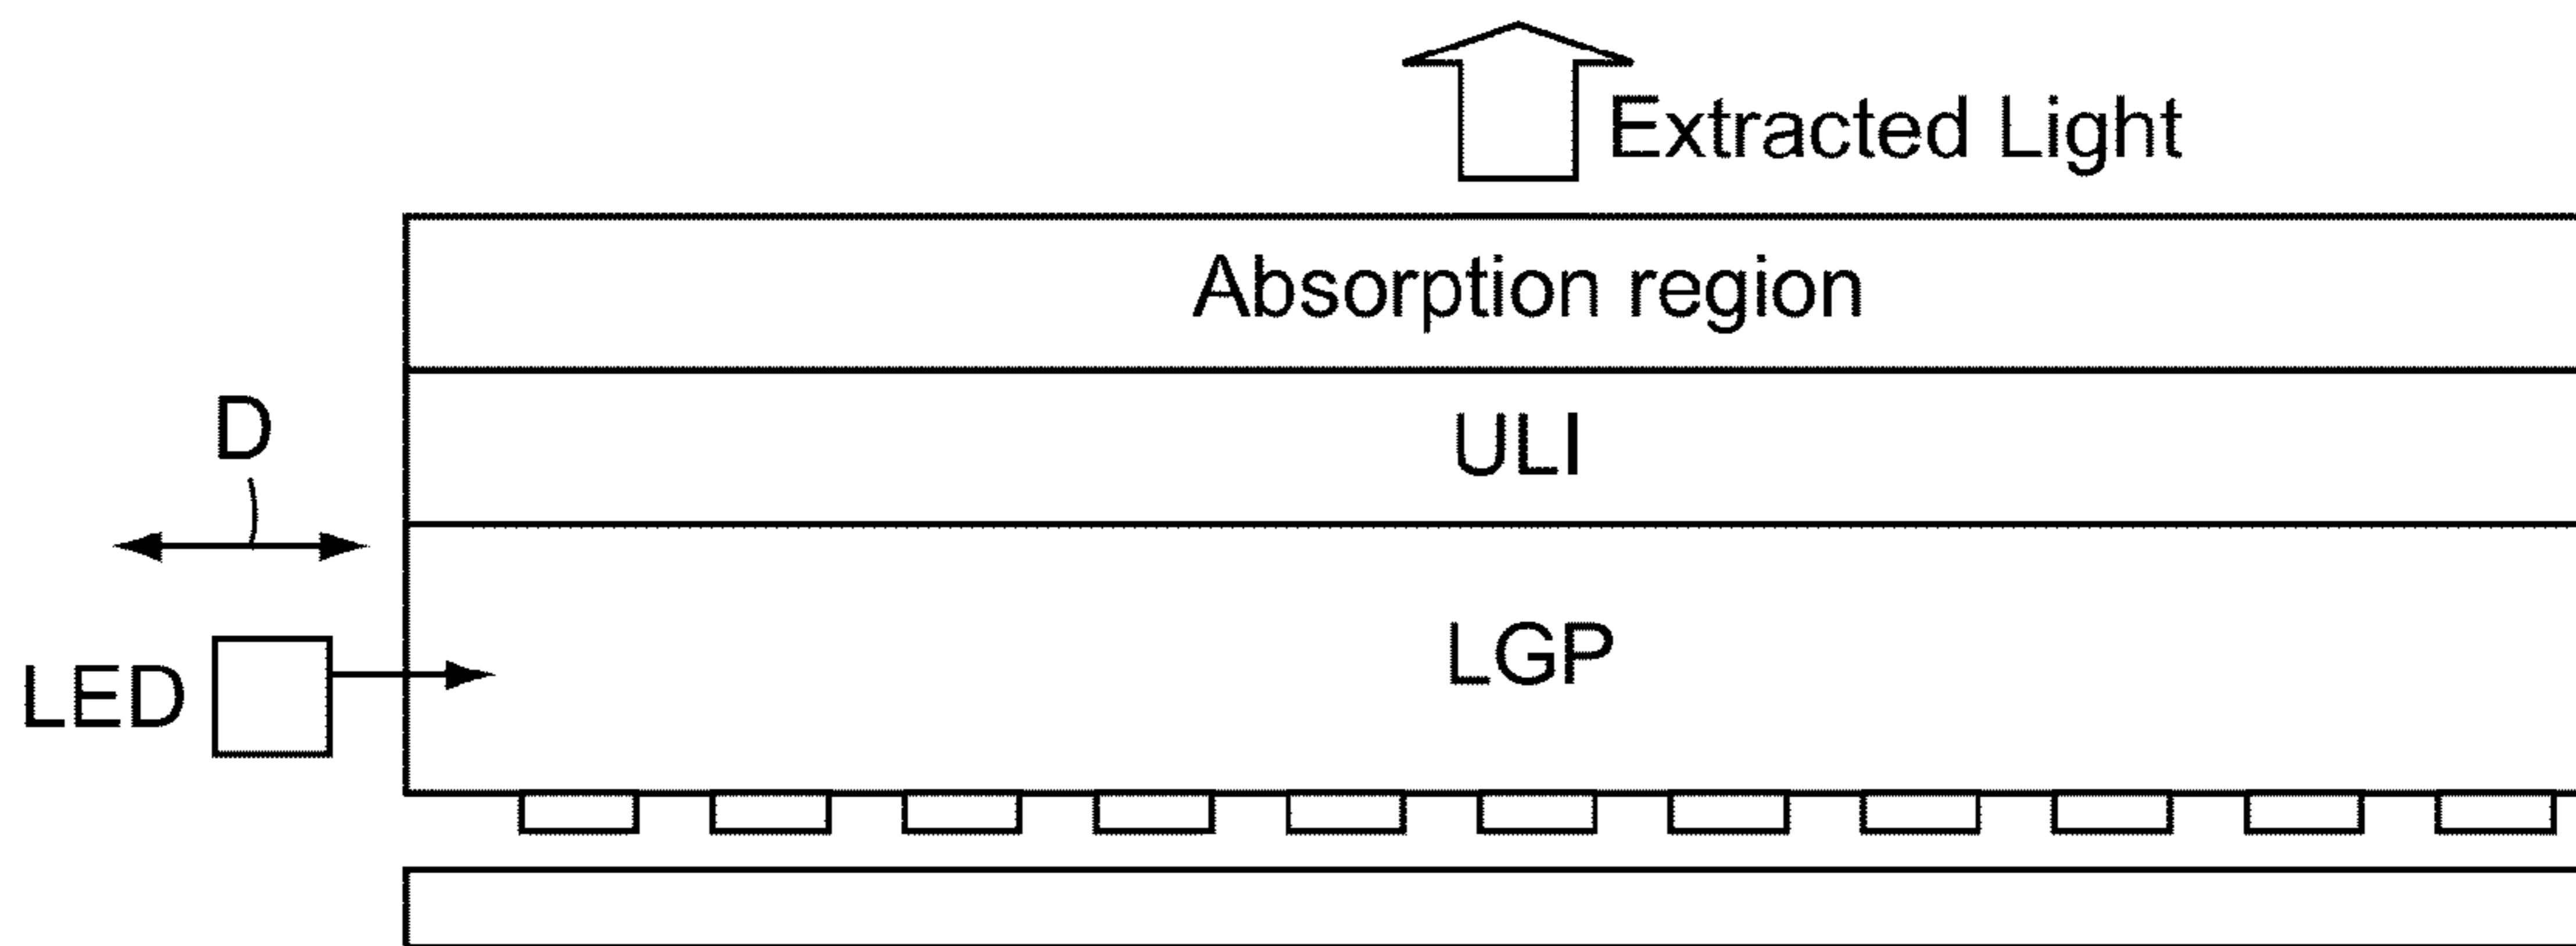 Extracted Light
Absorption region
ULI
D
LGP
LED